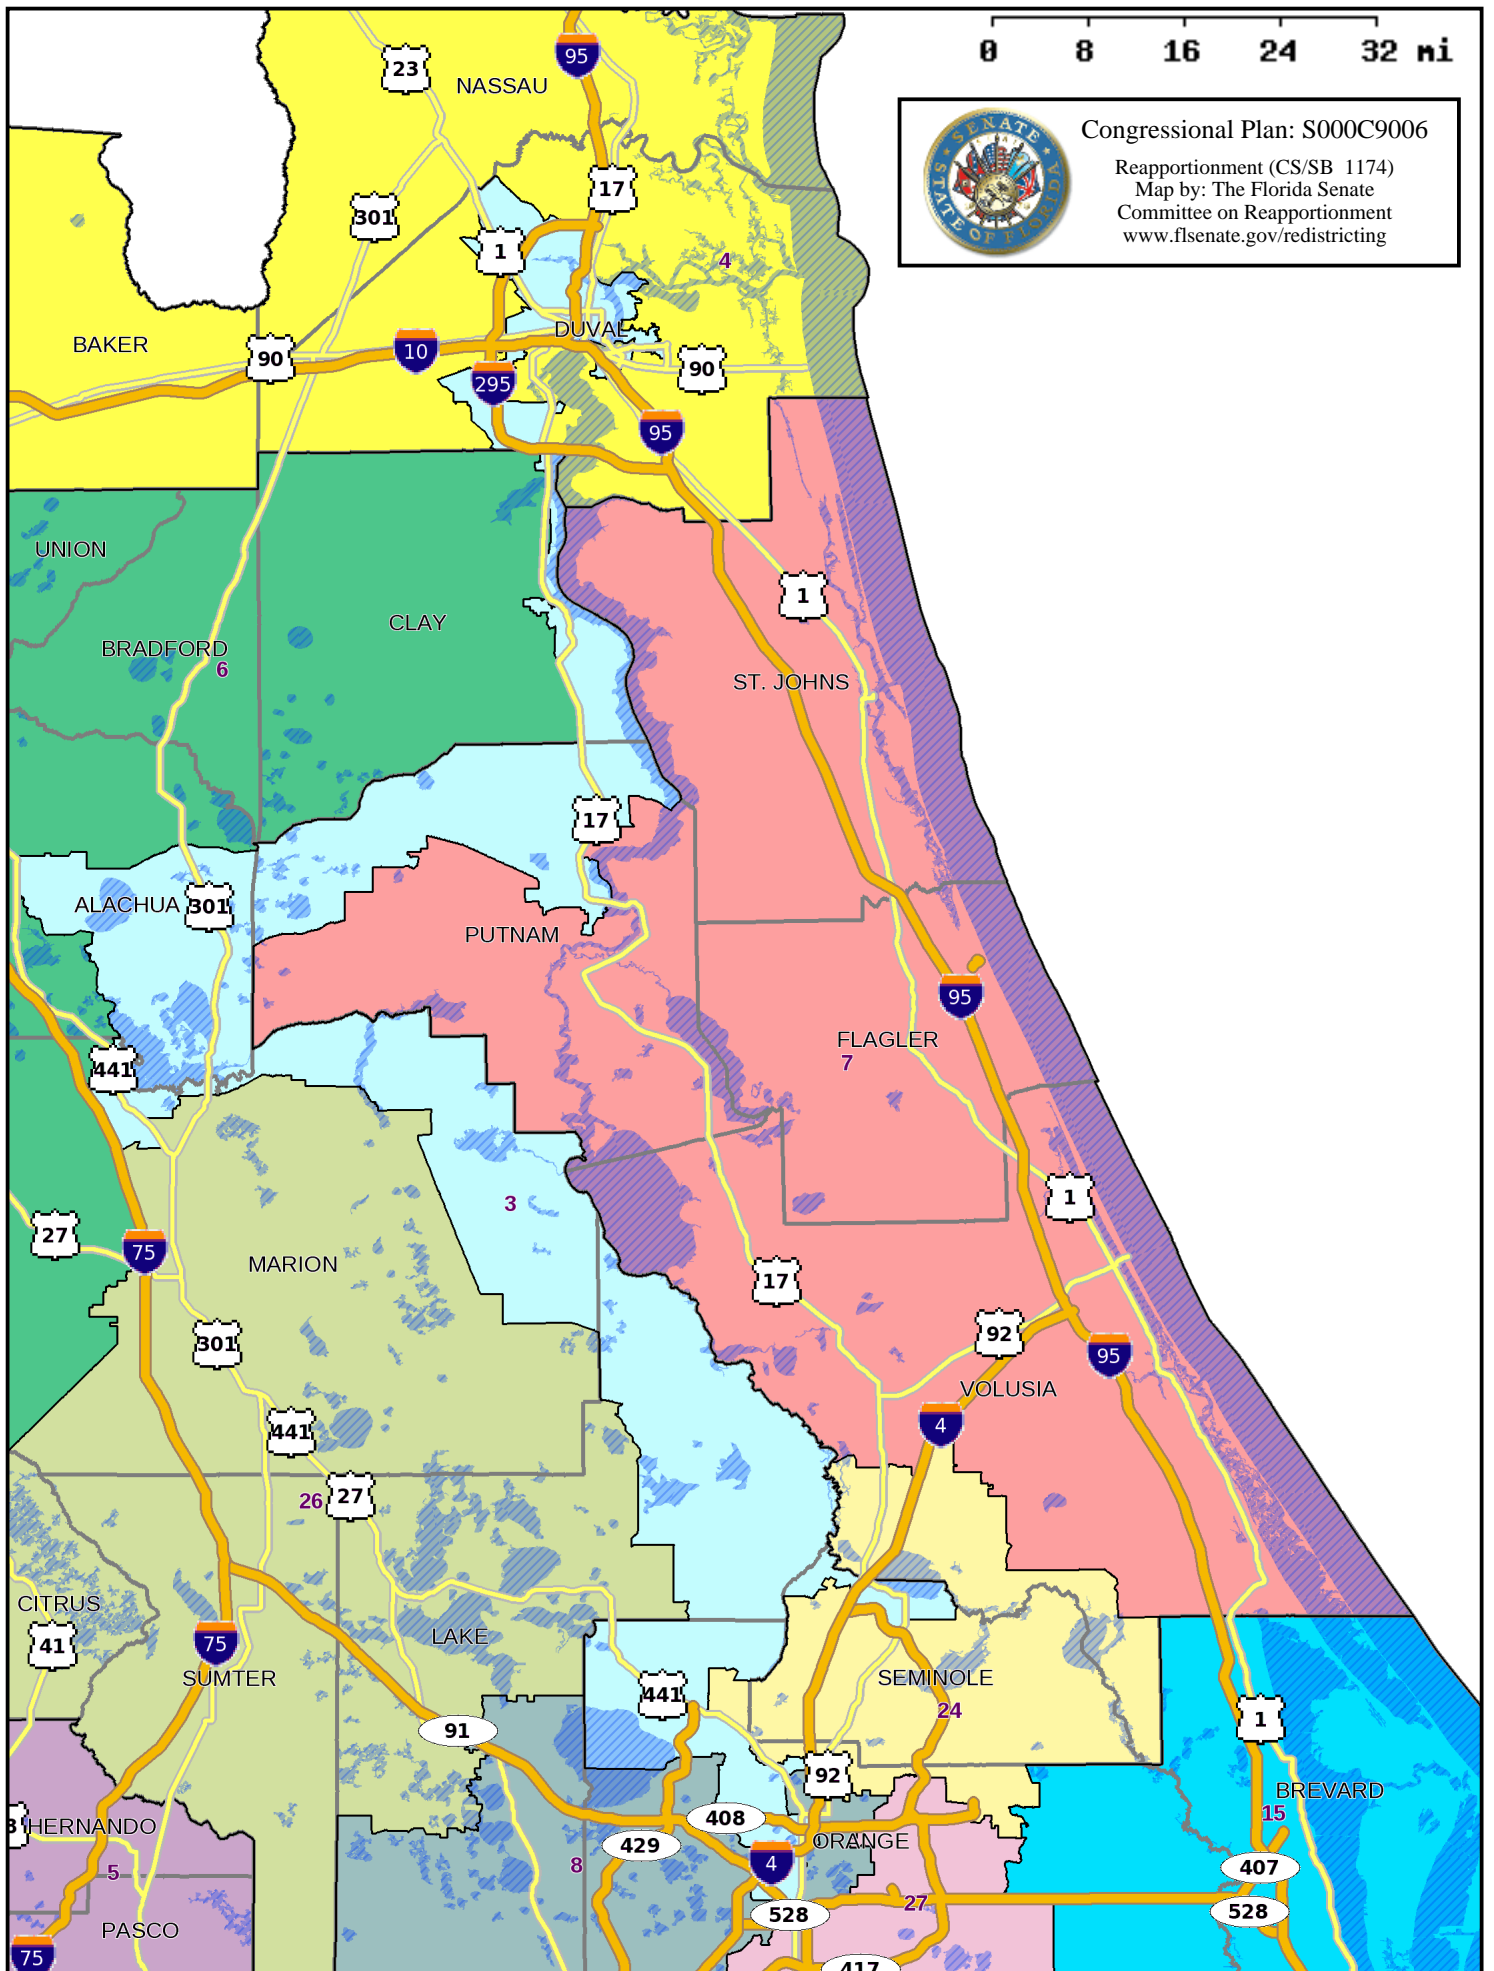 0 8 16 24 32 mi
Congressional Plan: S000C9006
Reapportionment (CS/SB 1174)
Map by: The Florida Senate
Committee on Reapportionment
www.flsenate.gov/redistricting
SENATE
STATE OF FLORIDA
95
23
NASSAU
17
301
1
4
DUVAL
BAKER
90
10
90
295
95
UNION
1
CLAY
BRADFORD
6
ST. JOHNS
17
ALACHUA
301
PUTNAM
95
FLAGLER
7
441
3
1
27
75
MARION
17
301
92
95
VOLUSIA
4
441
26
27
CITRUS
41
75
LAKE
SUMTER
SEMINOLE
441
24
91
1
92
BREVARD
15
408
HERNANDO
429
ORANGE
4
8
5
407
27
528
528
PASCO
75
417